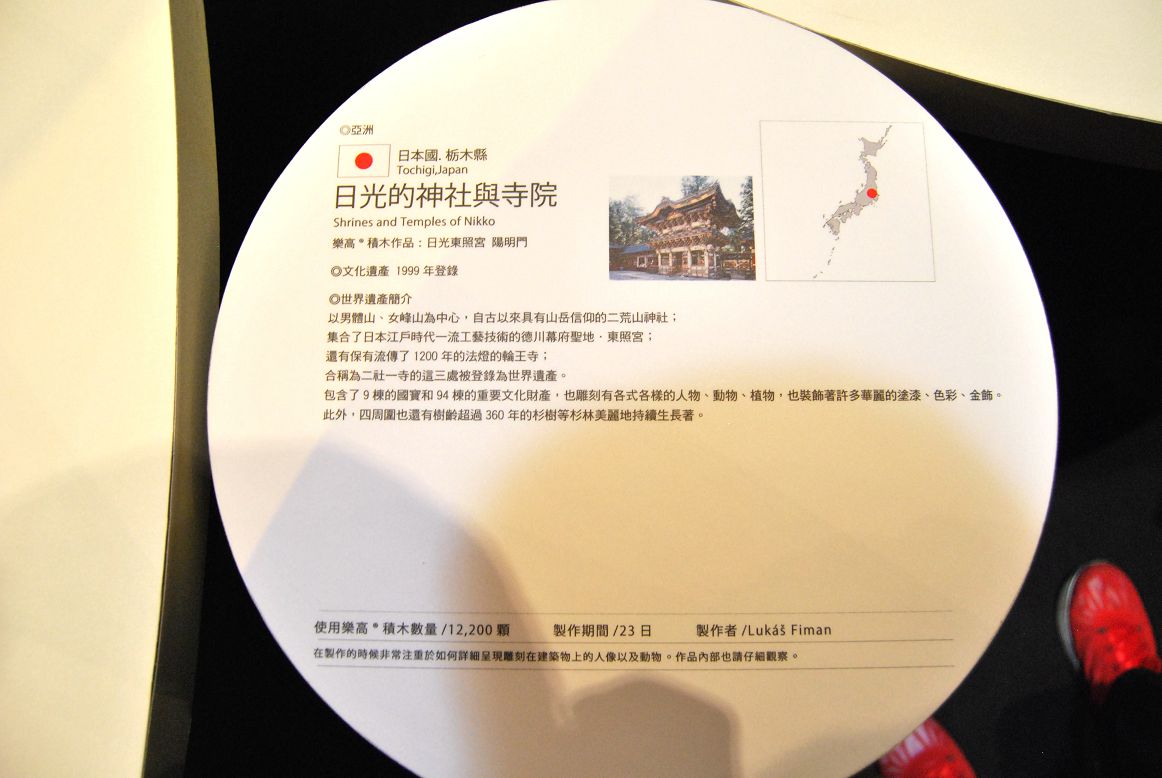 ◎亞洲
日本國. 栃木縣
Tochigi,Japan
日光的神社與寺院
Shrines and Temples of Nikko
樂高®積木作品：日光東照宮 陽明門
◎文化遺產 1999 年登錄
◎世界遺產簡介
以男體山、女峰山為中心，自古以來具有山岳信仰的二荒山神社；
集合了日本江戶時代一流工藝技術的德川幕府聖地．東照宮；
還有保有流傳了 1200 年的法燈的輪王寺；
合稱為二社一寺的這三處被登錄為世界遺產。
包含了 9 棟的國寶和 94 棟的重要文化財產，也雕刻有各式各樣的人物、動物、植物，也裝飾著許多華麗的塗漆、色彩、金飾。
此外，四周圍也還有樹齡超過 360 年的杉樹等杉林美麗地持續生長著。
使用樂高®積木數量 /12,200 顆 製作期間 /23 日 製作者 /Lukáš Fiman
在製作的時候非常注重於如何詳細呈現雕刻在建築物上的人像以及動物。作品內部也請仔細觀察。